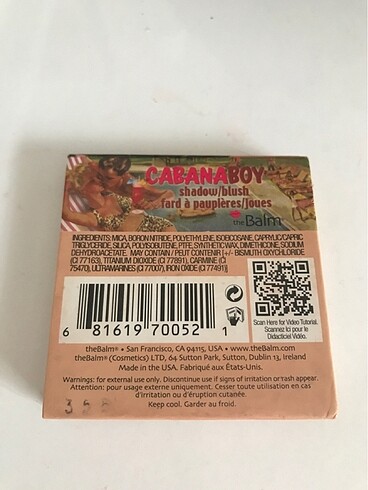 CABANABOY
shadow/blush
fard à paupières/joues
theBalm
INGREDIENTS: MICA, BORON NITRIDE, POLYETHYLENE, ISOEICOSANE, CAPRYLIC/CAPRIC
TRIGLYCERIDE, SILICA, POLYISOBUTENE, PTFE, SYNTHETIC WAX, DIMETHICONE, SODIUM
DEHYDROACETATE. MAY CONTAIN / PEUT CONTENIR [+/- BISMUTH OXYCHLORIDE
(CI 77163), TITANIUM DIOXIDE (CI 77891), CARMINE (CI
75470), ULTRAMARINES (CI 77007), IRON OXIDE (CI 77491)]
Scan Here for Video Tutorial.
Scannez Ici pour le
Didacticiel Vidéo.
6 81619 70052 1
theBalm® • San Francisco, CA 94115, USA • www.theBalm.com
theBalm® (Cosmetics) LTD, 64 Sutton Park, Sutton, Dublin 13, Ireland
Made in the USA. Fabriqué aux États-Unis.
Warnings: for external use only. Discontinue use if signs of irritation or rash appear.
Attention: pour usage externe uniquement. Cesser toute utilisation en cas
d'irritation ou d'éruption cutanée.
Keep cool. Garder au froid.